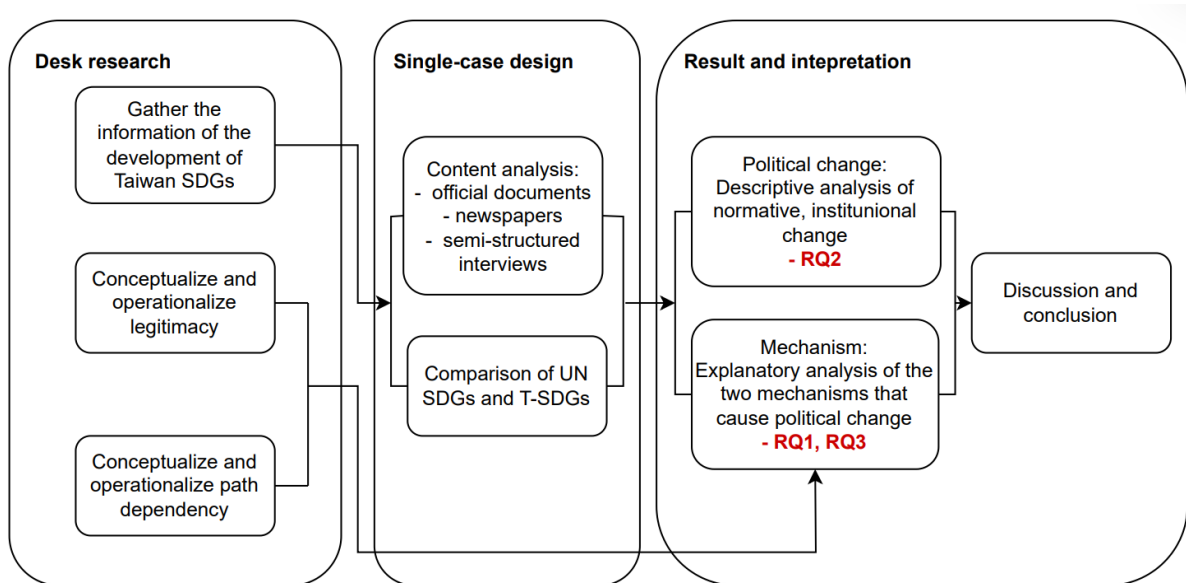 Desk research
Gather the
information of the
development of
Taiwan SDGs
Conceptualize and
operationalize
legitimacy
Conceptualize and
operationalize path
dependency
Single-case design
Content analysis:
- official documents
- newspapers
- semi-structured
interviews
Comparison of UN
SDGs and T-SDGs
Result and intepretation
Political change:
Descriptive analysis of
normative, institunional
change
- RQ2
Mechanism:
Explanatory analysis of the
two mechanisms that
cause political change
- RQ1, RQ3
Discussion and
conclusion